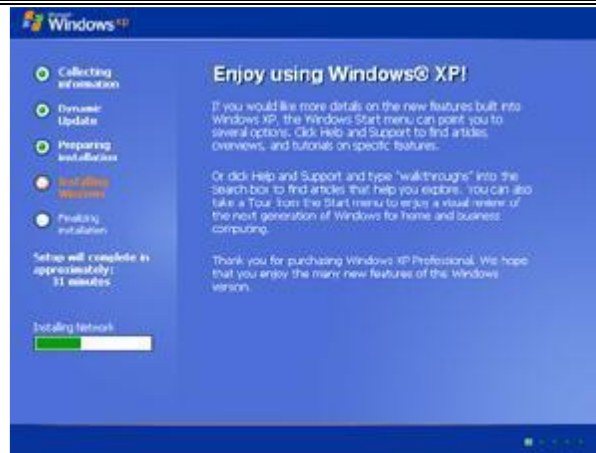 Microsoft
Windows xp
Collecting
information
Dynamic
Update
Preparing
installation
Installing
Windows
Finalizing
installation
Setup will complete in
approximately:
31 minutes
Installing Network
Enjoy using Windows® XP!
If you would like more details on the new features built into
Windows XP, the Windows Start menu can point you to
several options. Click Help and Support to find articles,
overviews, and tutorials on specific features.
Or click Help and Support and type "walkthroughs" into the
search box to find articles that help you explore. You can also
take a Tour from the Start menu to enjoy a visual review of
the next generation of Windows for home and business
computing.
Thank you for purchasing Windows XP Professional. We hope
that you enjoy the many new features of this Windows
version.